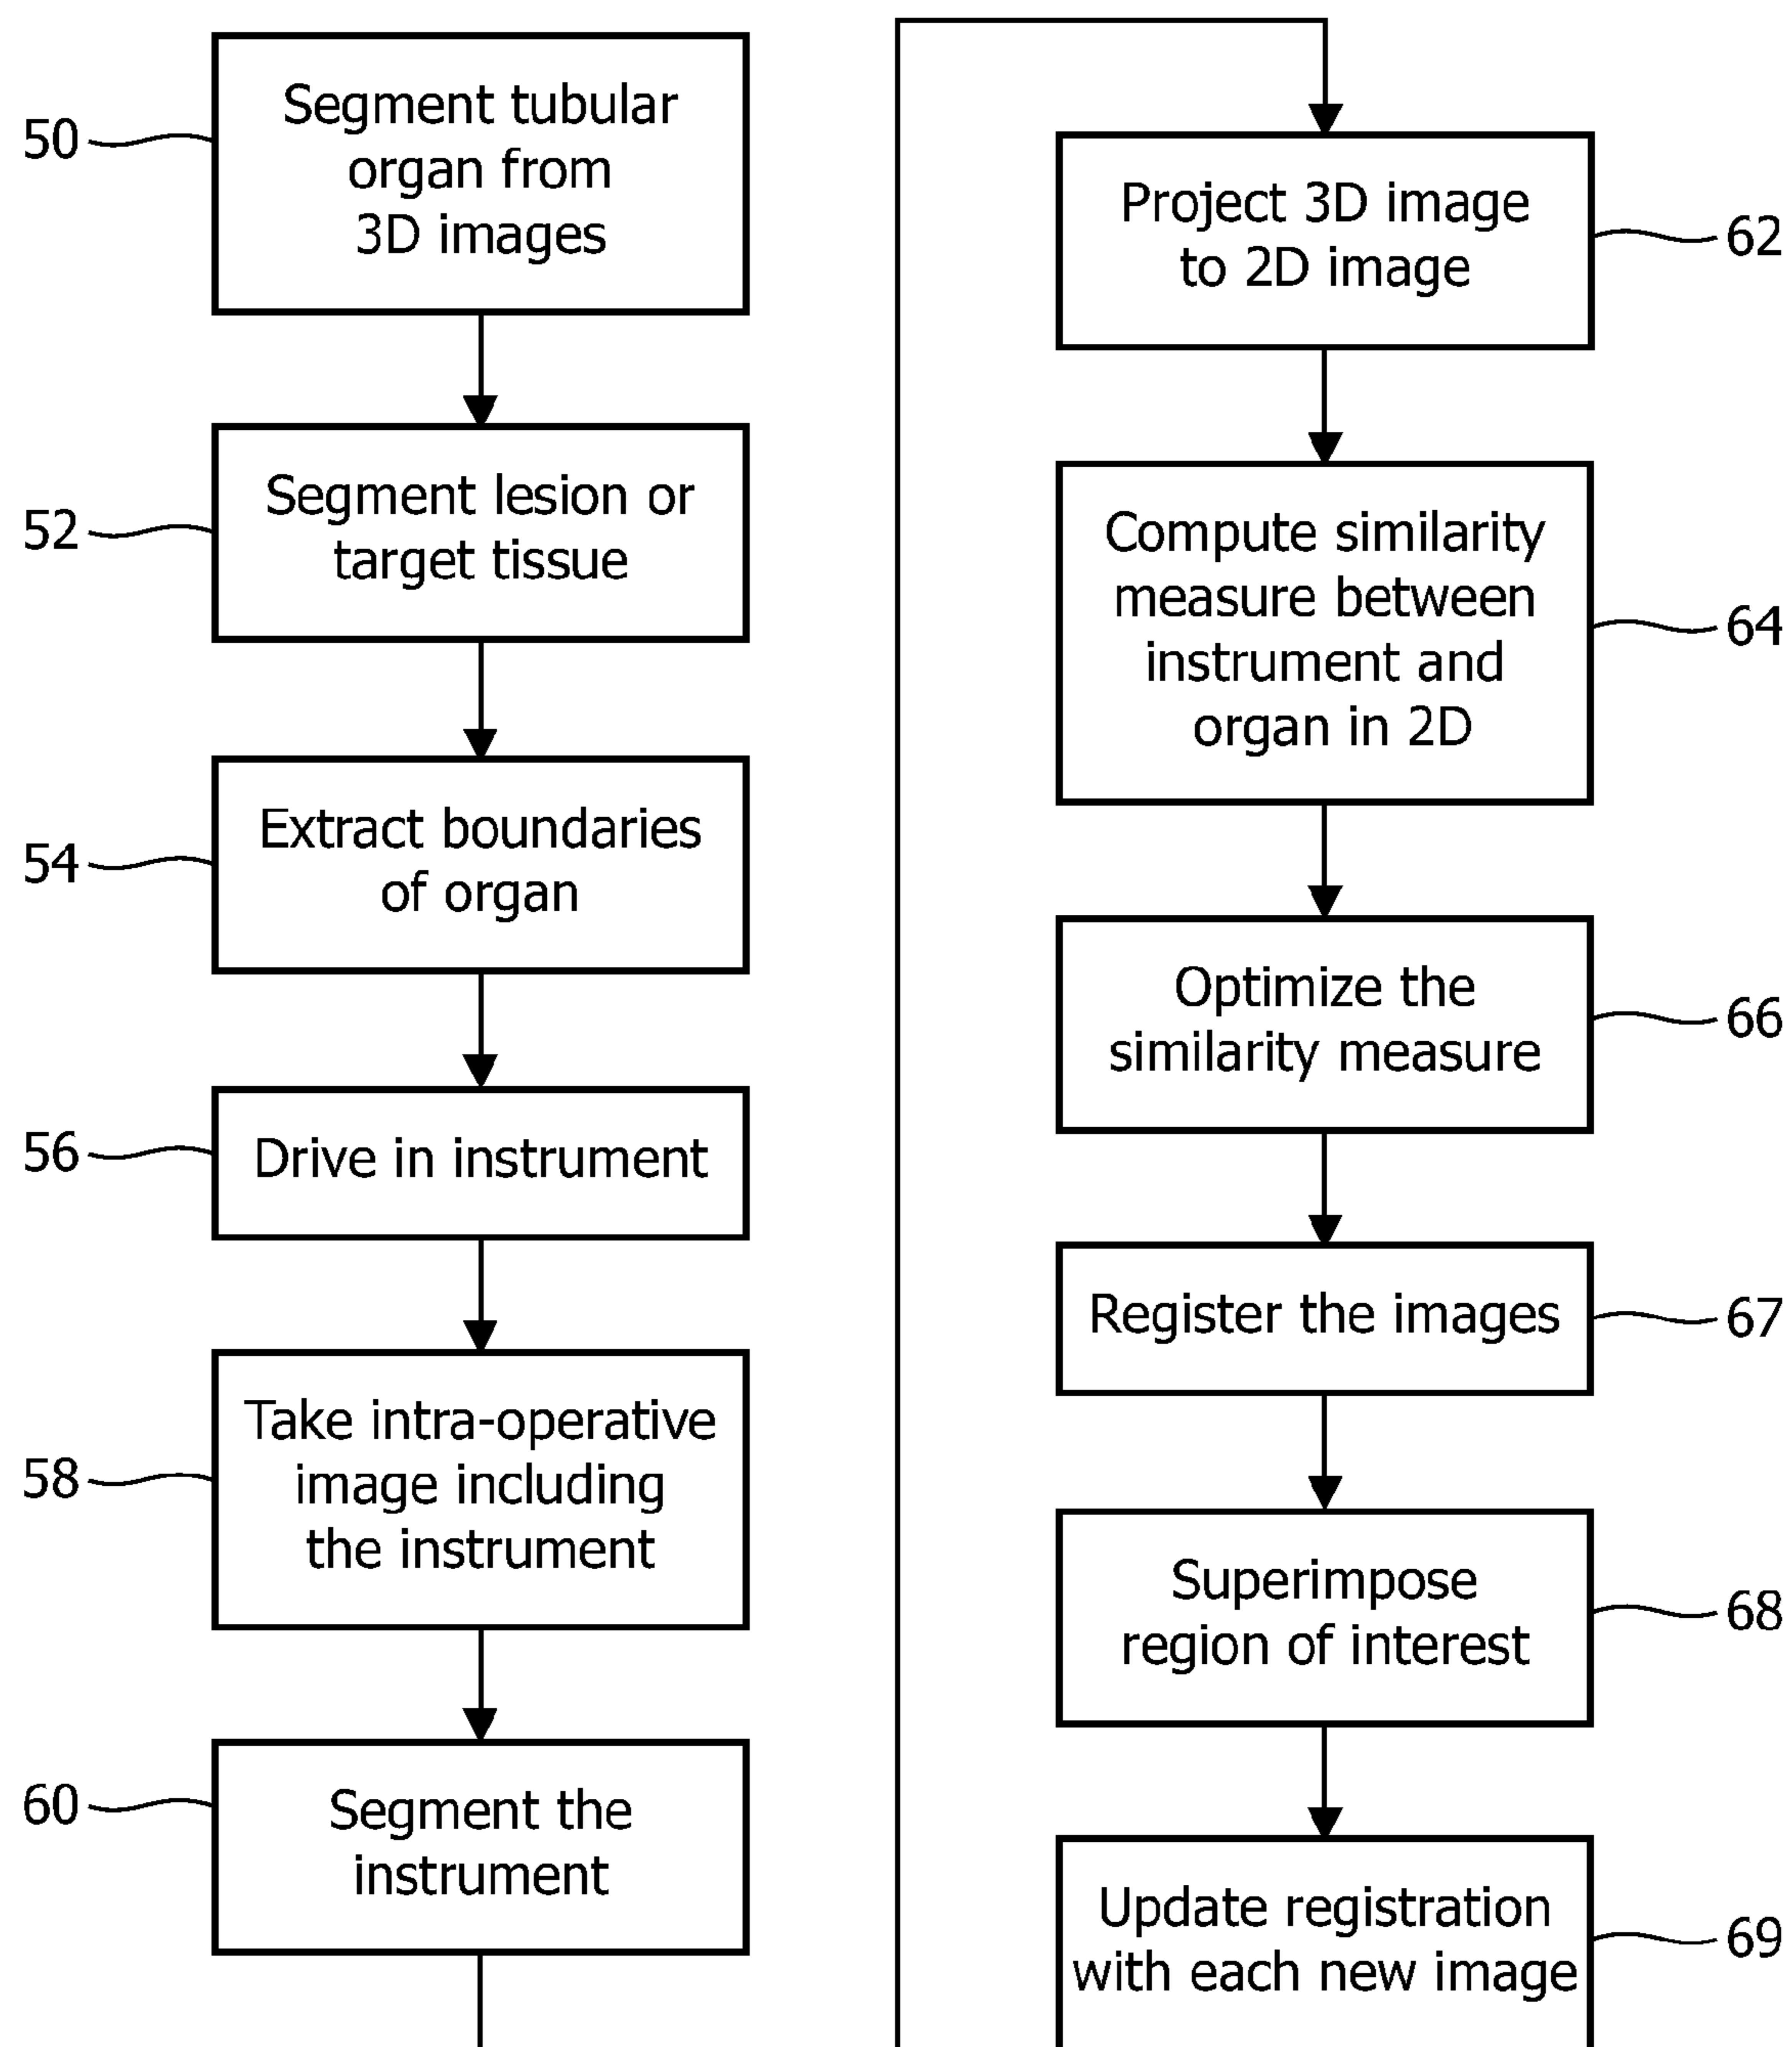 50
Segment tubular
organ from
3D images
52
Segment lesion or
target tissue
54
Extract boundaries
of organ
56
Drive in instrument
58
Take intra-operative
image including
the instrument
60
Segment the
instrument
Project 3D image
to 2D image
62
Compute similarity
measure between
instrument and
organ in 2D
64
Optimize the
similarity measure
66
Register the images
67
Superimpose
region of interest
68
Update registration
with each new image
69